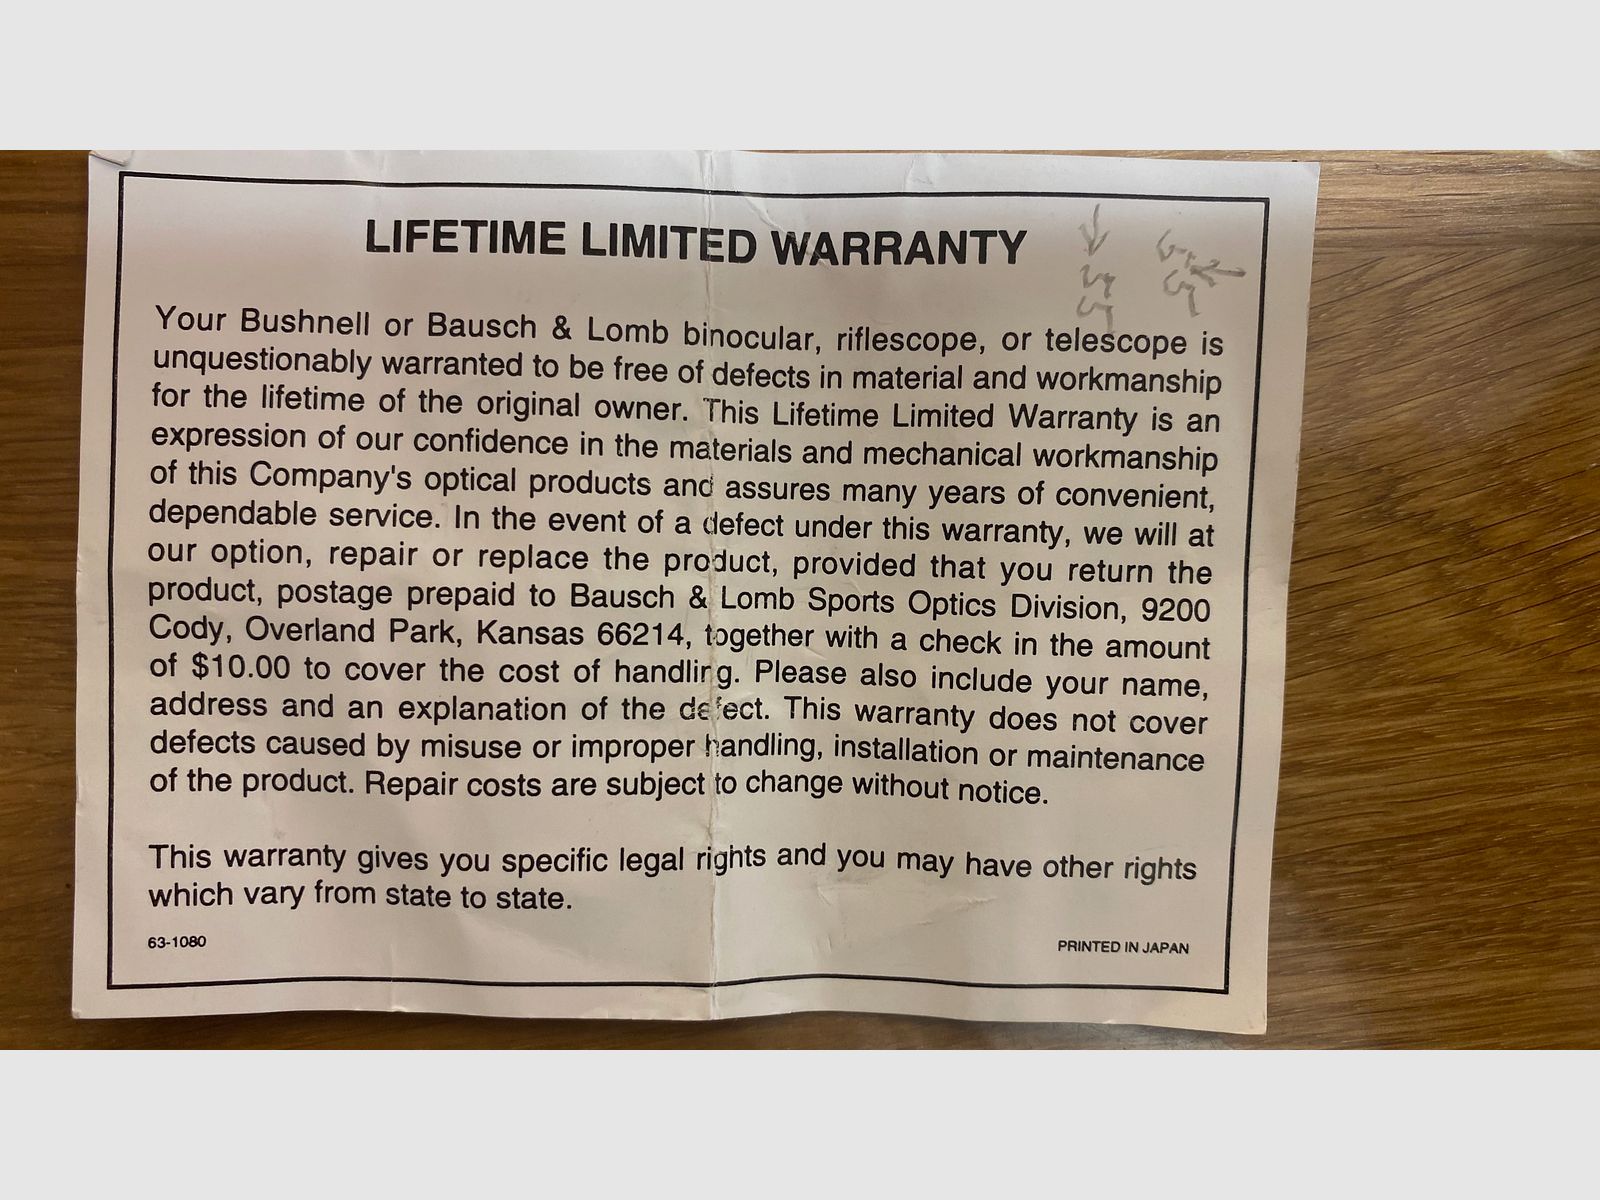 LIFETIME LIMITED WARRANTY
Your Bushnell or Bausch & Lomb binocular, riflescope, or telescope is
unquestionably warranted to be free of defects in material and workmanship
for the lifetime of the original owner. This Lifetime Limited Warranty is an
expression of our confidence in the materials and mechanical workmanship
of this Company's optical products and assures many years of convenient,
dependable service. In the event of a defect under this warranty, we will at
our option, repair or replace the product, provided that you return the
product, postage prepaid to Bausch & Lomb Sports Optics Division, 9200
Cody, Overland Park, Kansas 66214, together with a check in the amount
of $10.00 to cover the cost of handling. Please also include your name,
address and an explanation of the defect. This warranty does not cover
defects caused by misuse or improper handling, installation or maintenance
of the product. Repair costs are subject to change without notice.
This warranty gives you specific legal rights and you may have other rights
which vary from state to state.
63-1080
PRINTED IN JAPAN